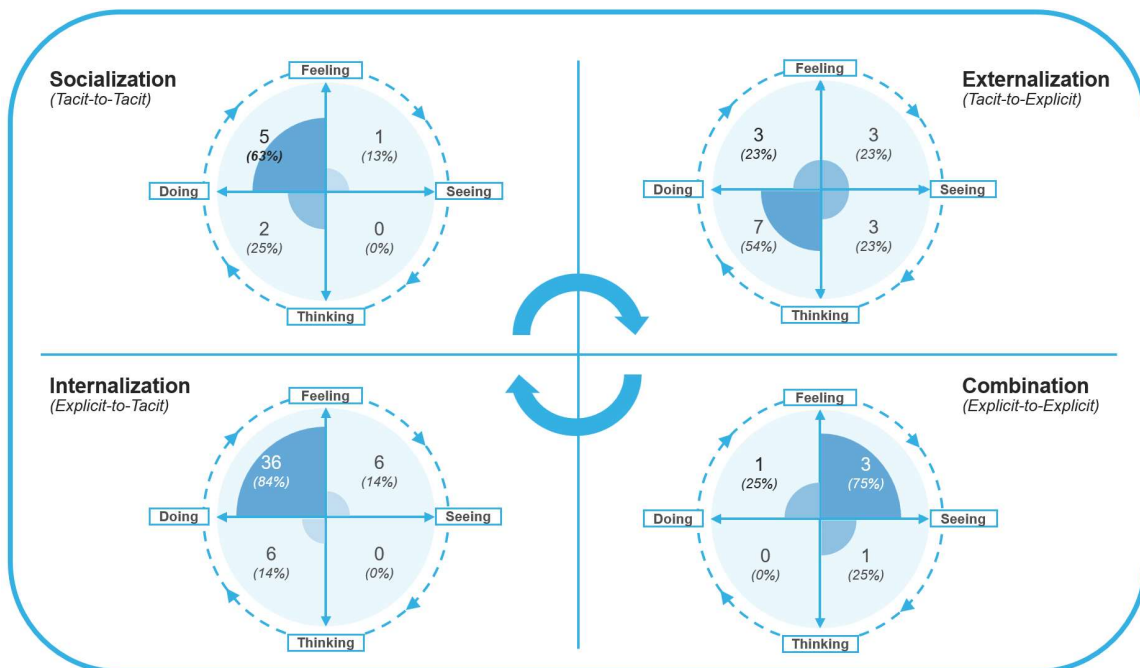 Socialization
(Tacit-to-Tacit)
Feeling
5
(63%)
1
(13%)
Doing
Seeing
2
(25%)
0
(0%)
Thinking
Externalization
(Tacit-to-Explicit)
Feeling
3
(23%)
3
(23%)
Doing
Seeing
7
(54%)
3
(23%)
Thinking
Internalization
(Explicit-to-Tacit)
Feeling
36
(84%)
6
(14%)
Doing
Seeing
6
(14%)
0
(0%)
Thinking
Combination
(Explicit-to-Explicit)
Feeling
1
(25%)
3
(75%)
Doing
Seeing
0
(0%)
1
(25%)
Thinking